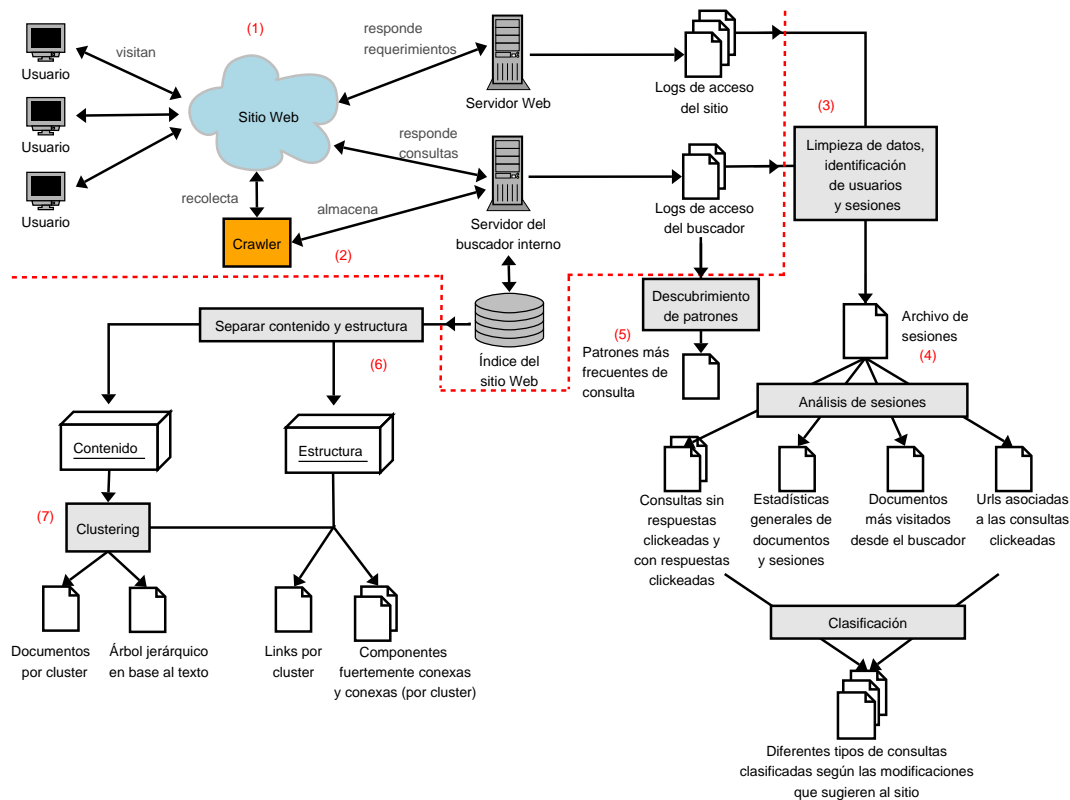 (1)
visitan
responde
requerimientos
Usuario
Usuario
Usuario
Sitio Web
Servidor Web
Logs de acceso
del sitio
(3)
Limpieza de datos,
identificación
de usuarios
y sesiones
responde
consultas
recolecta
almacena
Crawler
(2)
Servidor del
buscador interno
Logs de acceso
del buscador
Separar contenido y estructura
(6)
Índice del
sitio Web
Descubrimiento
de patrones
(5)
Patrones más
frecuentes de
consulta
Archivo de
sesiones
(4)
Análisis de sesiones
Contenido
Estructura
(7)
Clustering
Consultas sin
respuestas
clickeadas y
con respuestas
clickeadas
Estadísticas
generales de
documentos
y sesiones
Documentos
más visitados
desde el buscador
Urls asociadas
a las consultas
clickeadas
Documentos
por cluster
Árbol jerárquico
en base al texto
Links por
cluster
Componentes
fuertemente conexas
y conexas (por cluster)
Clasificación
Diferentes tipos de consultas
clasificadas según las modificaciones
que sugieren al sitio